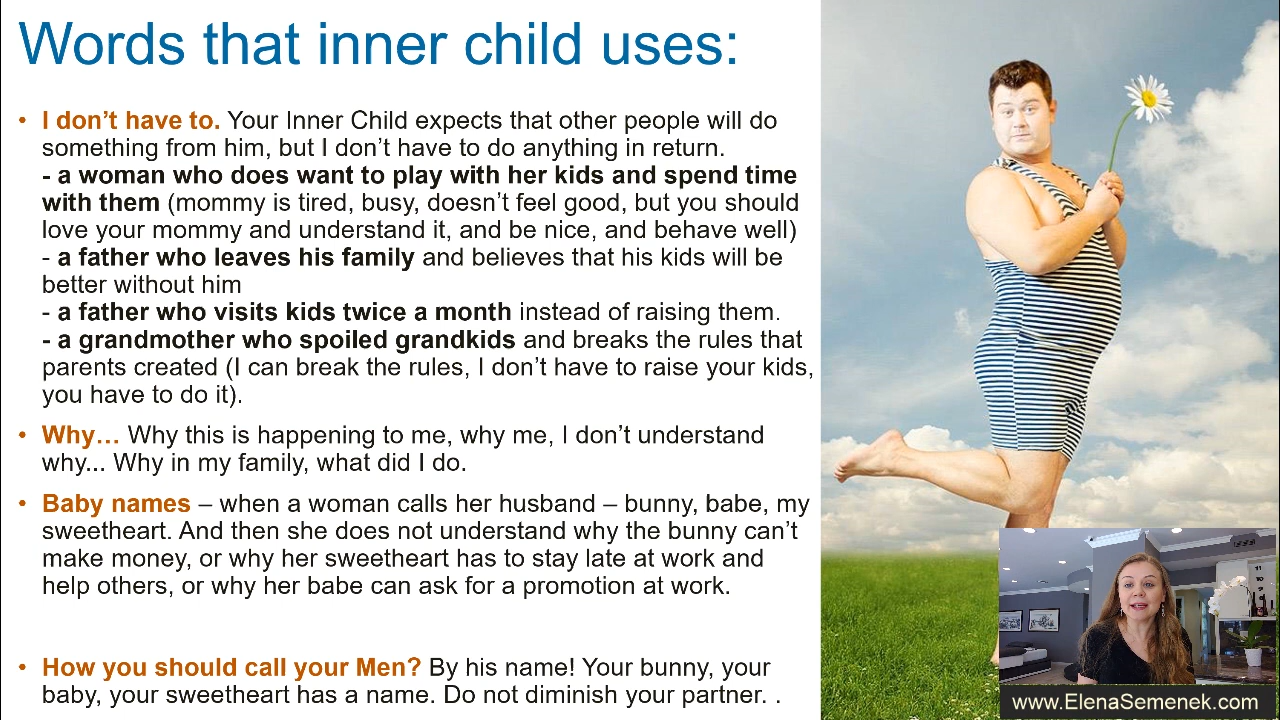 Words that inner child uses:
• I don't have to. Your Inner Child expects that other people will do
something from him, but I don't have to do anything in return.
- a woman who does want to play with her kids and spend time
with them (mommy is tired, busy, doesn't feel good, but you should
love your mommy and understand it, and be nice, and behave well)
- a father who leaves his family and believes that his kids will be
better without him
- a father who visits kids twice a month instead of raising them.
- a grandmother who spoiled grandkids and breaks the rules that
parents created (I can break the rules, I don't have to raise your kids,
you have to do it).
• Why… Why this is happening to me, why me, I don't understand
why... Why in my family, what did I do.
• Baby names – when a woman calls her husband – bunny, babe, my
sweetheart. And then she does not understand why the bunny can't
make money, or why her sweetheart has to stay late at work and
help others, or why her babe can ask for a promotion at work.
• How you should call your Men? By his name! Your bunny, your
baby, your sweetheart has a name. Do not diminish your partner. .
www.ElenaSemenek.com